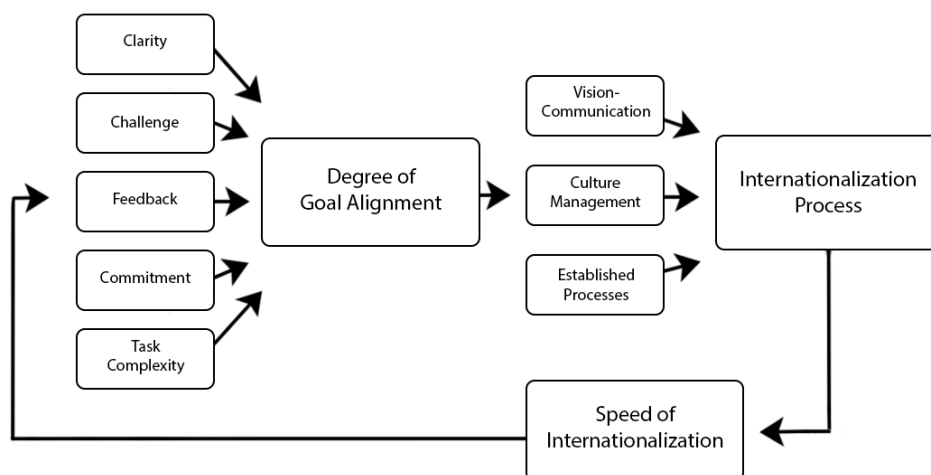 Clarity
Challenge
Feedback
Commitment
Task
Complexity
Degree of
Goal Alignment
Vision-
Communication
Culture
Management
Established
Processes
Internationalization
Process
Speed of
Internationalization